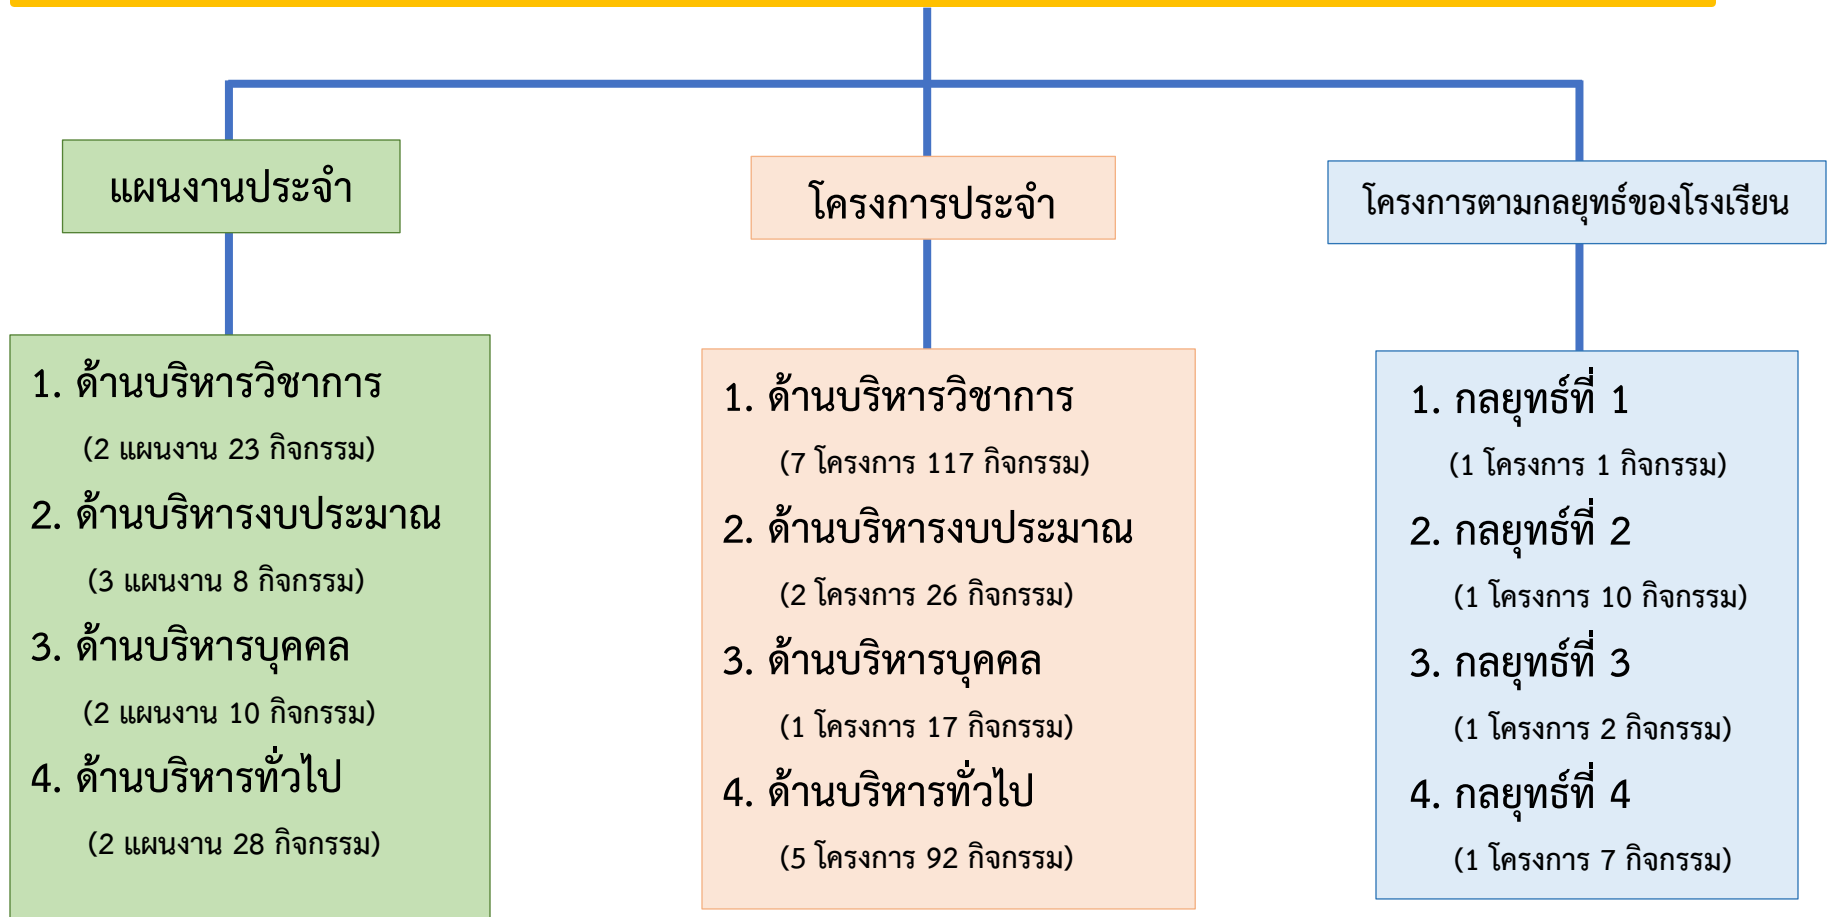 แผนงานประจำ
โครงการประจำ
โครงการตามกลยุทธ์ของโรงเรียน
1. ด้านบริหารวิชาการ
(2 แผนงาน 23 กิจกรรม)
2. ด้านบริหารงบประมาณ
(3 แผนงาน 8 กิจกรรม)
3. ด้านบริหารบุคคล
(2 แผนงาน 10 กิจกรรม)
4. ด้านบริหารทั่วไป
(2 แผนงาน 28 กิจกรรม)
1. ด้านบริหารวิชาการ
(7 โครงการ 117 กิจกรรม)
2. ด้านบริหารงบประมาณ
(2 โครงการ 26 กิจกรรม)
3. ด้านบริหารบุคคล
(1 โครงการ 17 กิจกรรม)
4. ด้านบริหารทั่วไป
(5 โครงการ 92 กิจกรรม)
1. กลยุทธ์ที่ 1
(1 โครงการ 1 กิจกรรม)
2. กลยุทธ์ที่ 2
(1 โครงการ 10 กิจกรรม)
3. กลยุทธ์ที่ 3
(1 โครงการ 2 กิจกรรม)
4. กลยุทธ์ที่ 4
(1 โครงการ 7 กิจกรรม)